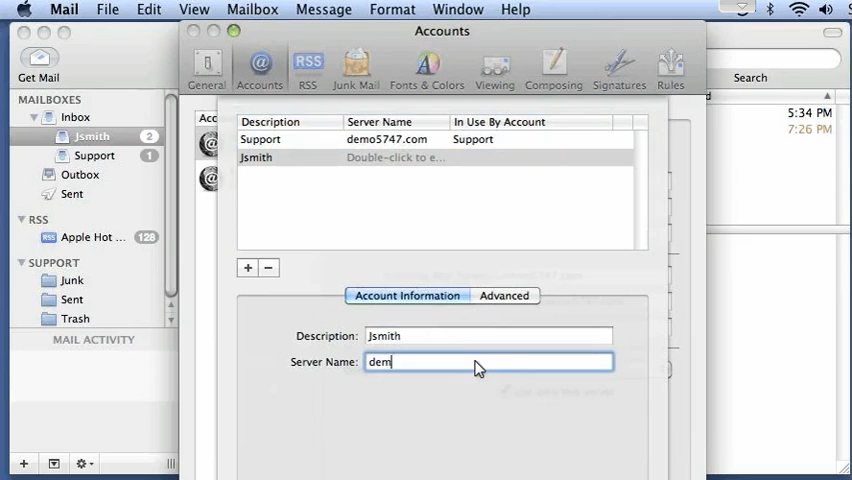 Mail File Edit View Mailbox Message Format Window Help
Accounts
Get Mail
General Accounts RSS Junk Mail Fonts & Colors Viewing Composing Signatures Rules
RSS
Search
MAILBOXES
Inbox
Jsmith 2
Support 1
Outbox
Sent
RSS
RSS Apple Hot ... 128
SUPPORT
Junk
Sent
Trash
MAIL ACTIVITY
Acc
Description Server Name In Use By Account
Support demo5747.com Support
Jsmith Double-click to e...
5:34 PM
7:26 PM
Account Information Advanced
Description: Jsmith
Server Name: dem